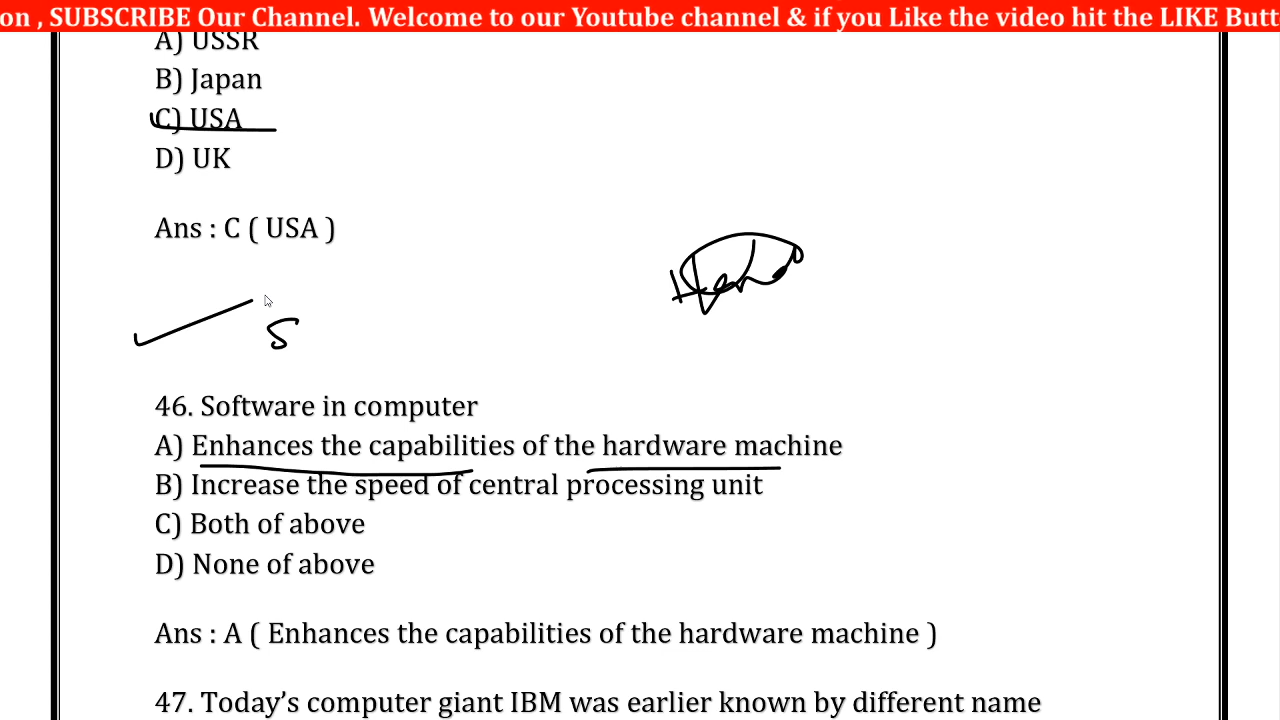 on , SUBSCRIBE Our Channel. Welcome to our Youtube channel & if you Like the video hit the LIKE Butt
A) USSR
B) Japan
C) USA
D) UK
Ans : C ( USA )
S
46. Software in computer
A) Enhances the capabilities of the hardware machine
B) Increase the speed of central processing unit
C) Both of above
D) None of above
Ans : A ( Enhances the capabilities of the hardware machine )
47. Today’s computer giant IBM was earlier known by different name